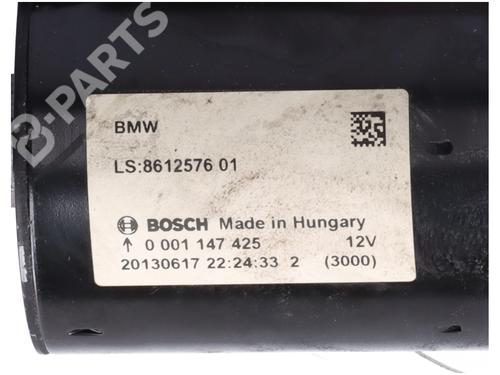 B-PARTS
BMW
LS:8612576 01
BOSCH Made in Hungary
↑ 0 001 147 425 12V
20130617 22:24:33 2 (3000)